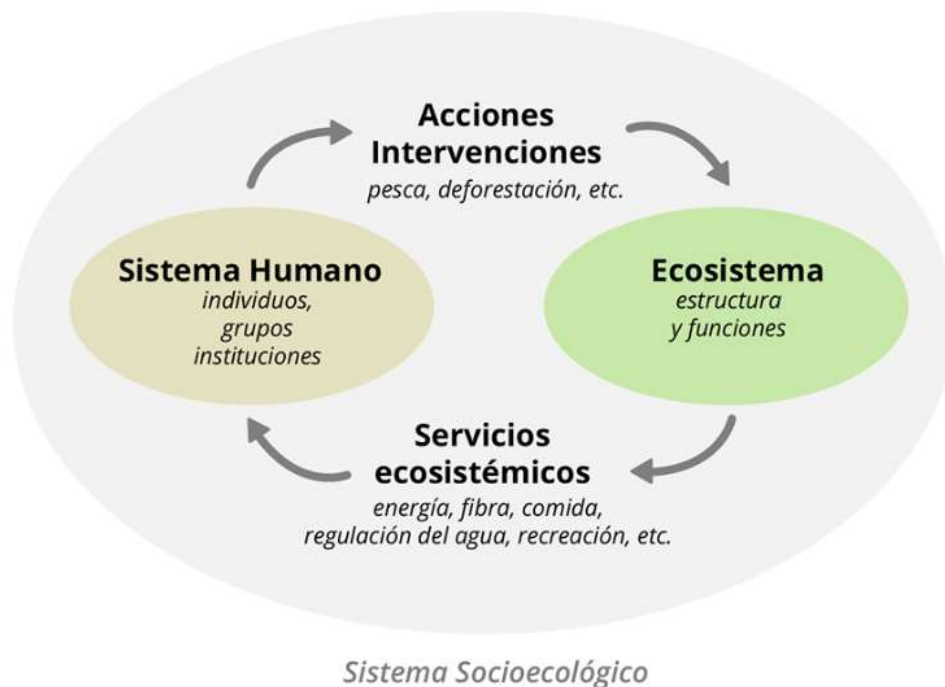 Acciones
Intervenciones
pesca, deforestación, etc.
Sistema Humano
individuos,
grupos
instituciones
Ecosistema
estructura
y funciones
Servicios
ecosistémicos
energía, fibra, comida,
regulación del agua, recreación, etc.
Sistema Socioecológico